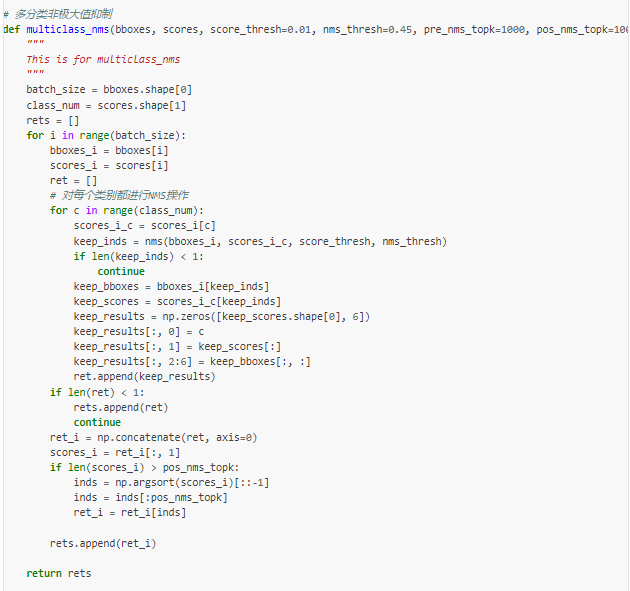 # 多分类非极大值抑制
def multiclass_nms(bboxes, scores, score_thresh=0.01, nms_thresh=0.45, pre_nms_topk=1000, pos_nms_topk=100
    """
    This is for multiclass_nms
    """
    batch_size = bboxes.shape[0]
    class_num = scores.shape[1]
    rets = []
    for i in range(batch_size):
        bboxes_i = bboxes[i]
        scores_i = scores[i]
        ret = []
        # 对每个类别都进行NMS操作
        for c in range(class_num):
            scores_i_c = scores_i[c]
            keep_inds = nms(bboxes_i, scores_i_c, score_thresh, nms_thresh)
            if len(keep_inds) < 1:
                continue
            keep_bboxes = bboxes_i[keep_inds]
            keep_scores = scores_i_c[keep_inds]
            keep_results = np.zeros([keep_scores.shape[0], 6])
            keep_results[:, 0] = c
            keep_results[:, 1] = keep_scores[:]
            keep_results[:, 2:6] = keep_bboxes[:, :]
            ret.append(keep_results)
        if len(ret) < 1:
            rets.append(ret)
            continue
        ret_i = np.concatenate(ret, axis=0)
        scores_i = ret_i[:, 1]
        if len(scores_i) > pos_nms_topk:
            inds = np.argsort(scores_i)[::-1]
            inds = inds[:pos_nms_topk]
            ret_i = ret_i[inds]

        rets.append(ret_i)

    return rets